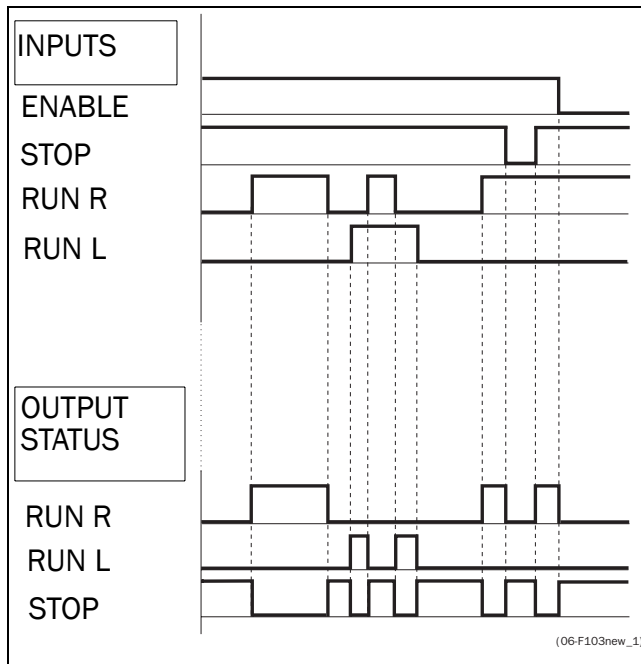 INPUTS
ENABLE
STOP
RUN R
RUN L
OUTPUT
STATUS
RUN R
RUN L
STOP
(06-F103new_1)